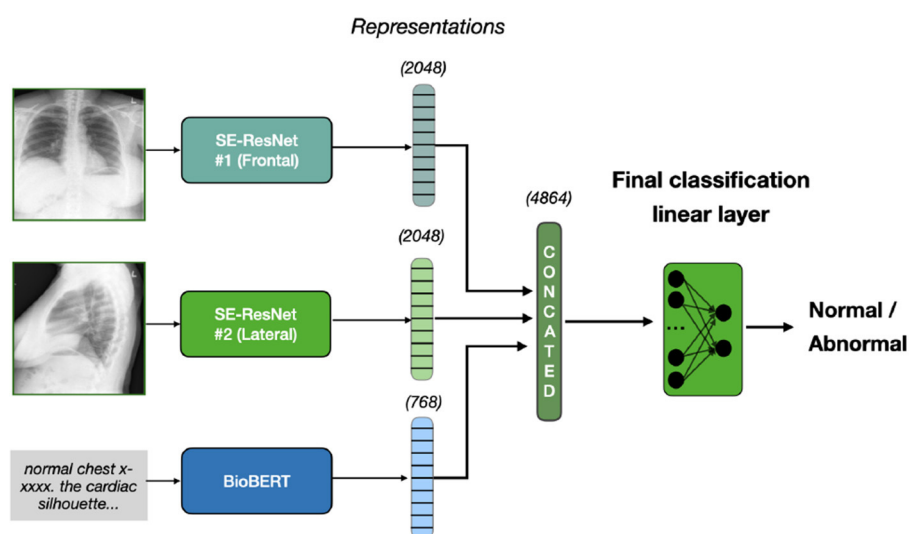 Representations
(2048)
SE-ResNet
#1 (Frontal)
(2048)
SE-ResNet
#2 (Lateral)
(768)
normal chest x-
xxxx. the cardiac
silhouette...
BioBERT
(4864)
CONCATED
Final classification
linear layer
...
Normal /
Abnormal
L
L